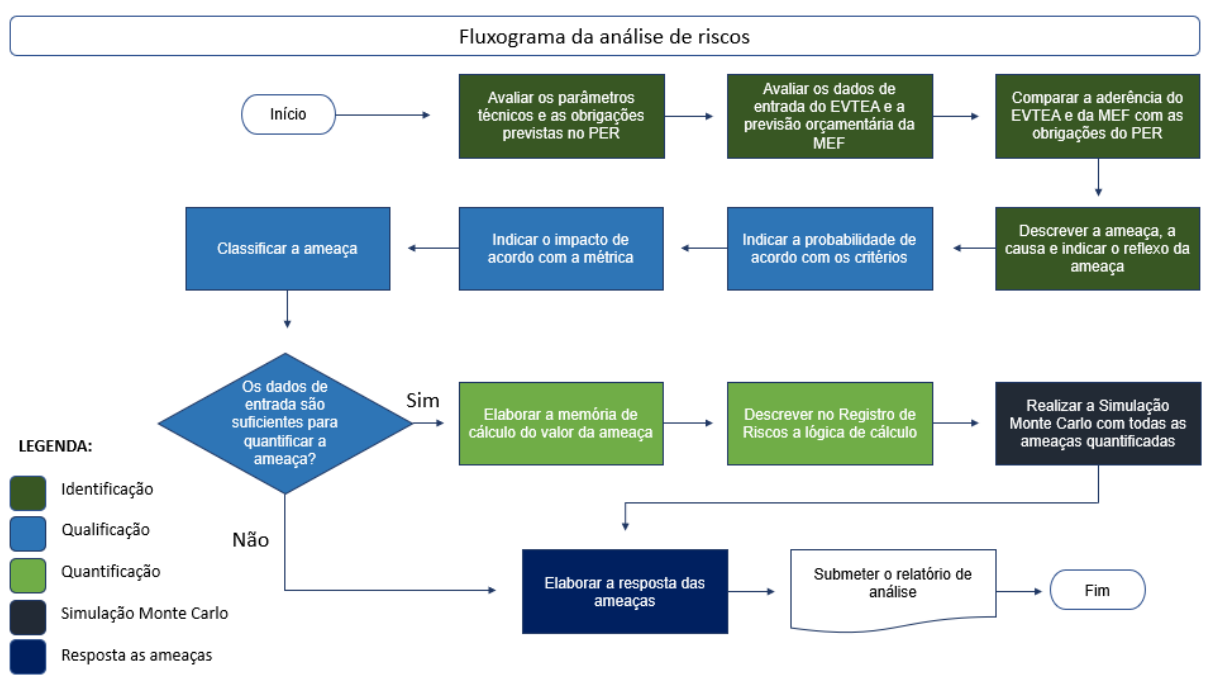 Fluxograma da análise de riscos
Início
Avaliar os parâmetros
técnicos e as obrigações
previstas no PER
Avaliar os dados de
entrada do EVTEA e a
previsão orçamentária da
MEF
Comparar a aderência do
EVTEA e da MEF com as
obrigações do PER
Descrever a ameaça, a
causa e indicar o reflexo da
ameaça
Indicar a probabilidade de
acordo com os critérios
Indicar o impacto de
acordo com a métrica
Classificar a ameaça
Os dados de
entrada são
suficientes para
quantificar a
ameaça?
Sim
Elaborar a memória de
cálculo do valor da ameaça
Descrever no Registro de
Riscos a lógica de cálculo
Realizar a Simulação
Monte Carlo com todas as
ameaças quantificadas
Não
Elaborar a resposta das
ameaças
Submeter o relatório de
análise
Fim
LEGENDA:
Identificação
Qualificação
Quantificação
Simulação Monte Carlo
Resposta as ameaças